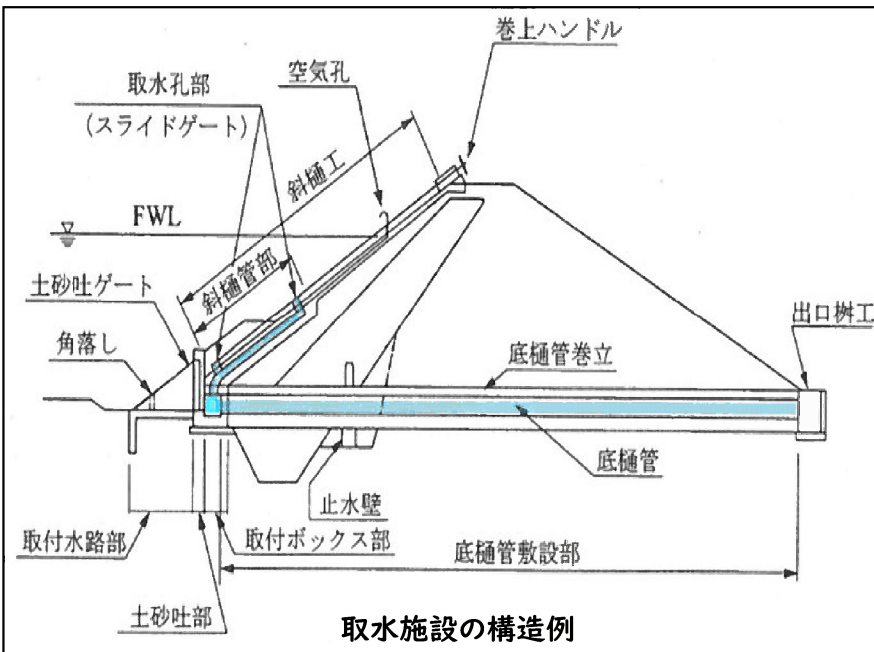 巻上ハンドル
空気孔
取水孔部
(スライドゲート)
斜樋工
FWL
斜樋管部
土砂吐ゲート
角落し
出口桝工
底樋管巻立
底樋管
止水壁
取付水路部
取付ボックス部
底樋管敷設部
土砂吐部
取水施設の構造例